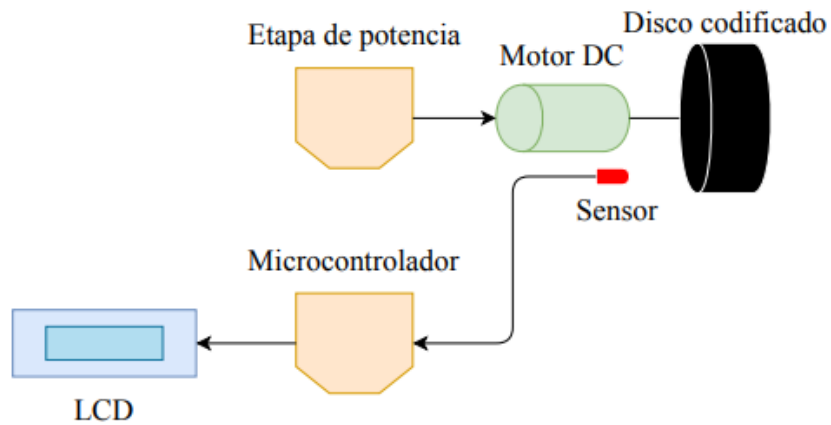 Etapa de potencia
Motor DC
Disco codificado
Sensor
Microcontrolador
LCD